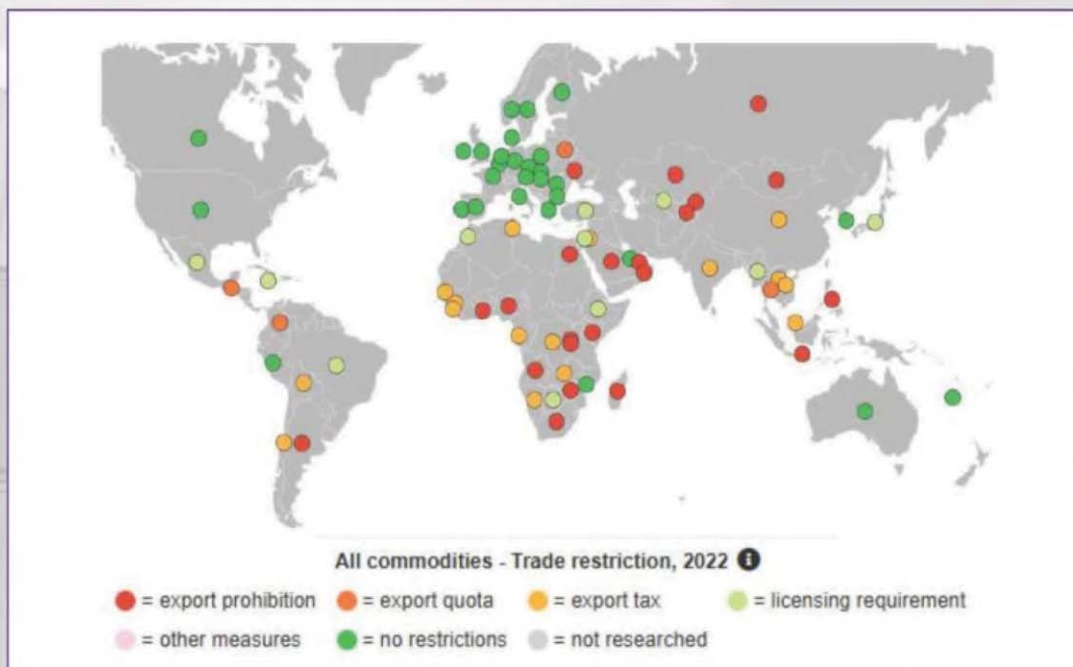 All commodities - Trade restriction, 2022
= export prohibition = export quota = export tax = licensing requirement
= other measures = no restrictions = not researched